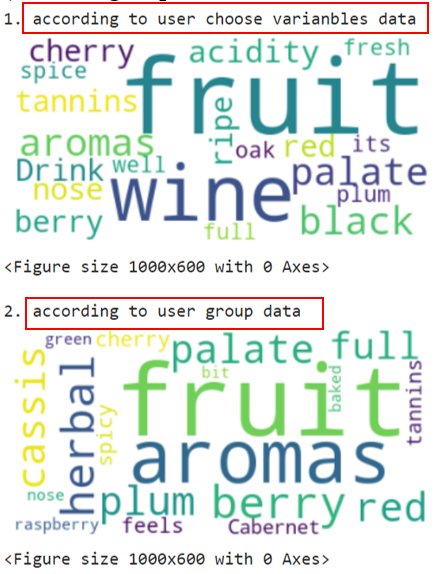 1. according to user choose varianbles data
cherry acidity fresh
spice fruit
tannins
aromas ripe oak red its
Drink well wine palate
nose plum
berry full black
<Figure size 1000x600 with 0 Axes>
2. according to user group data
green cherry palate full
cassis herbal spicy fruit bit baked tannins
aromas
nose plum berry red
raspberry feels Cabernet
<Figure size 1000x600 with 0 Axes>